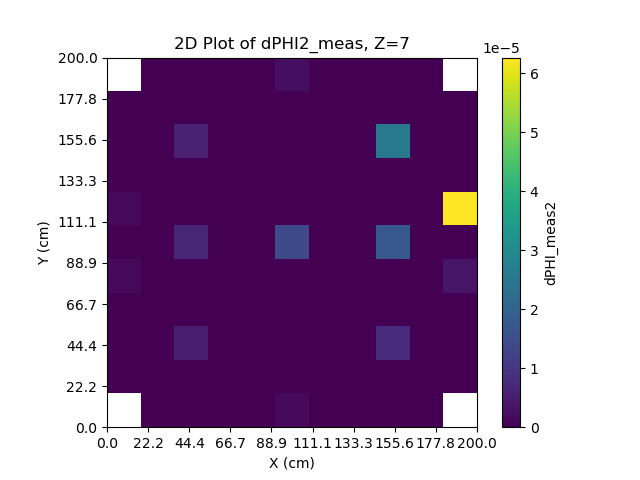 2D Plot of dPHI2_meas, Z=7
1e−5
200.0
177.8
155.6
133.3
111.1
88.9
66.7
44.4
22.2
0.0
Y (cm)
0.0 22.2 44.4 66.7 88.9 111.1 133.3 155.6 177.8 200.0
X (cm)
6
5
4
3
2
1
0
dPHI_meas2